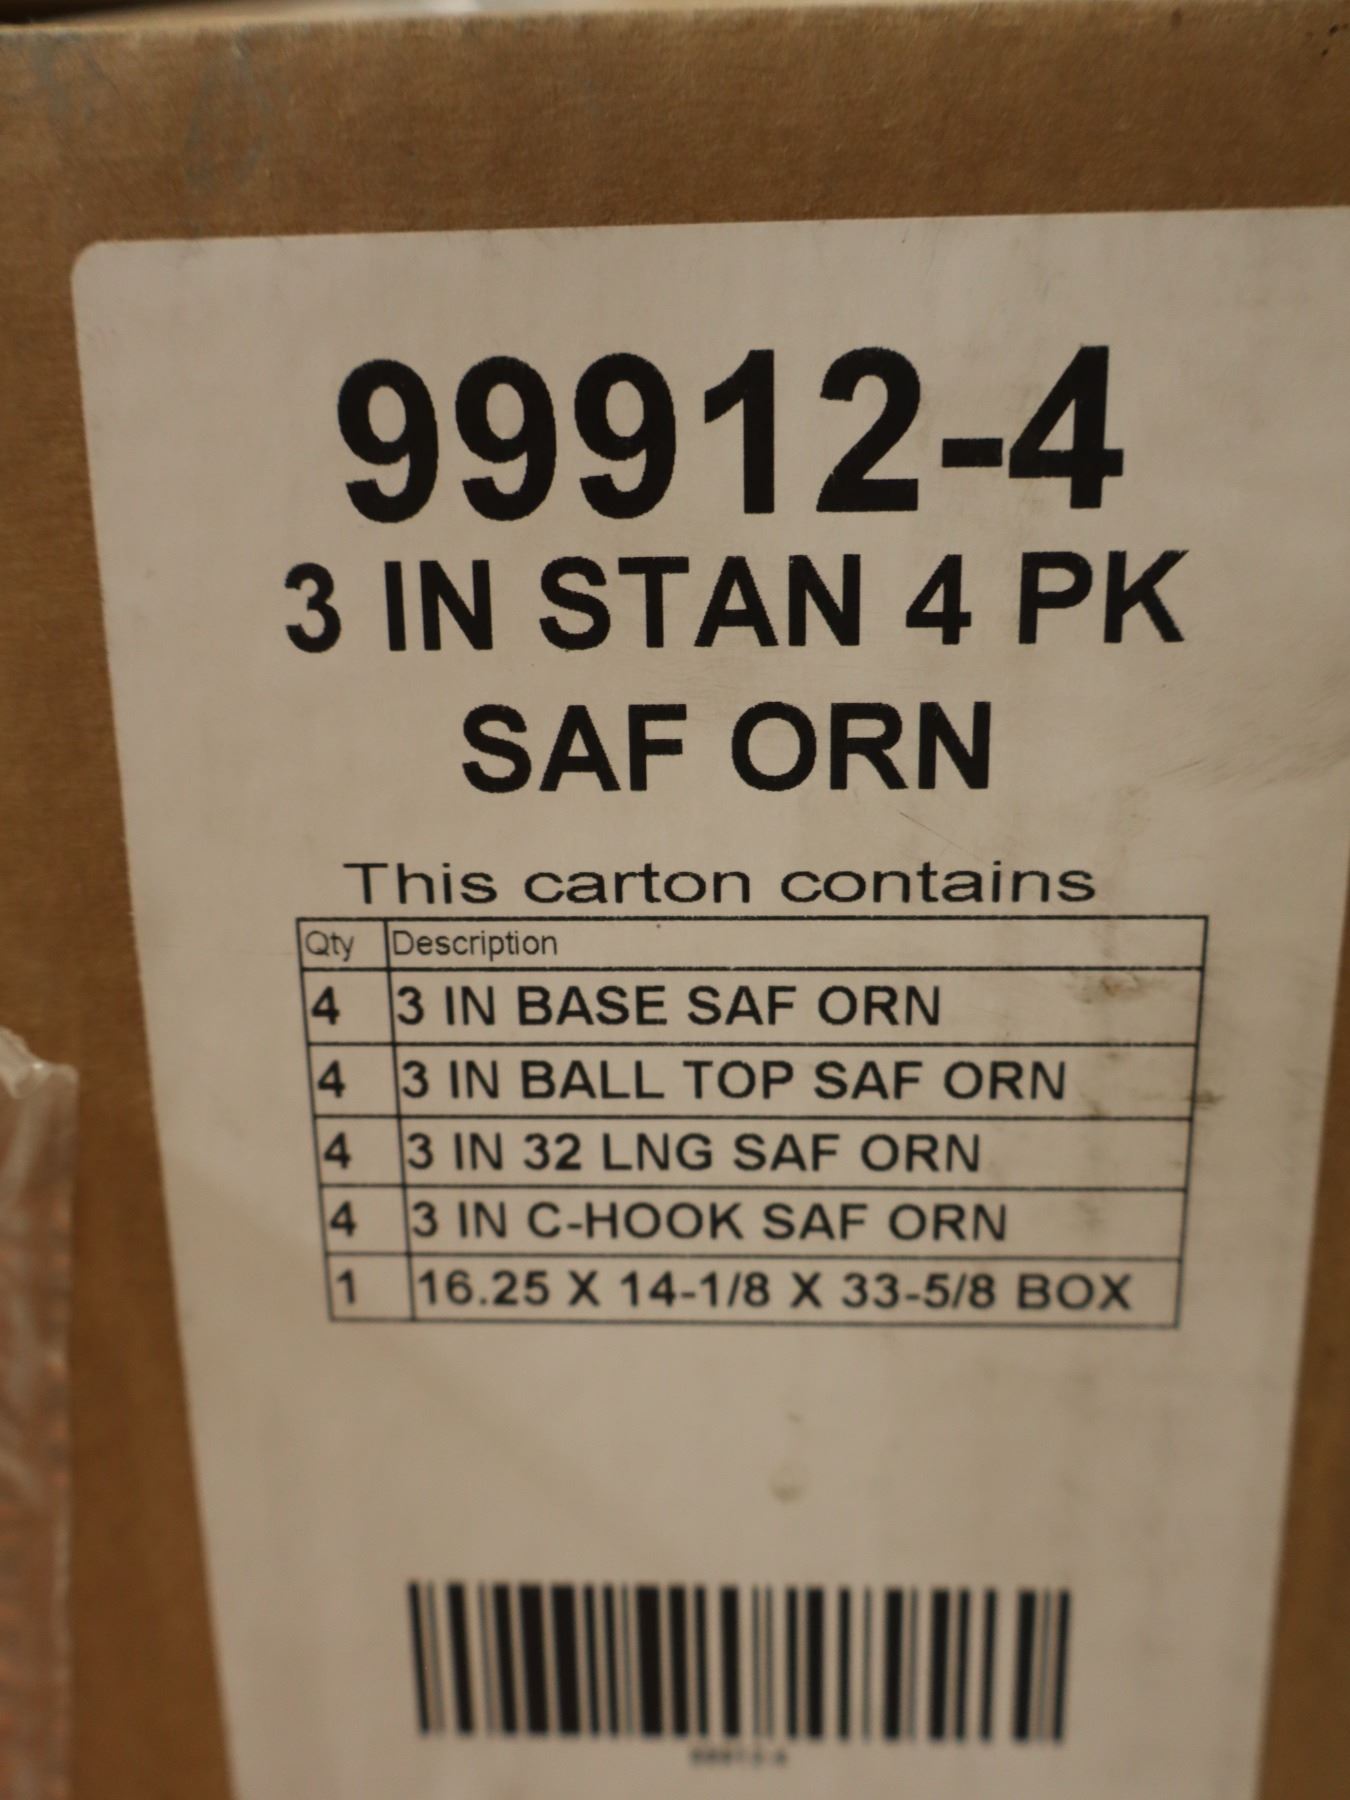 99912-4
3 IN STAN 4 PK
SAF ORN
This carton contains
Qty Description
4 3 IN BASE SAF ORN
4 3 IN BALL TOP SAF ORN
4 3 IN 32 LNG SAF ORN
4 3 IN C-HOOK SAF ORN
1 16.25 X 14-1/8 X 33-5/8 BOX
99912-4